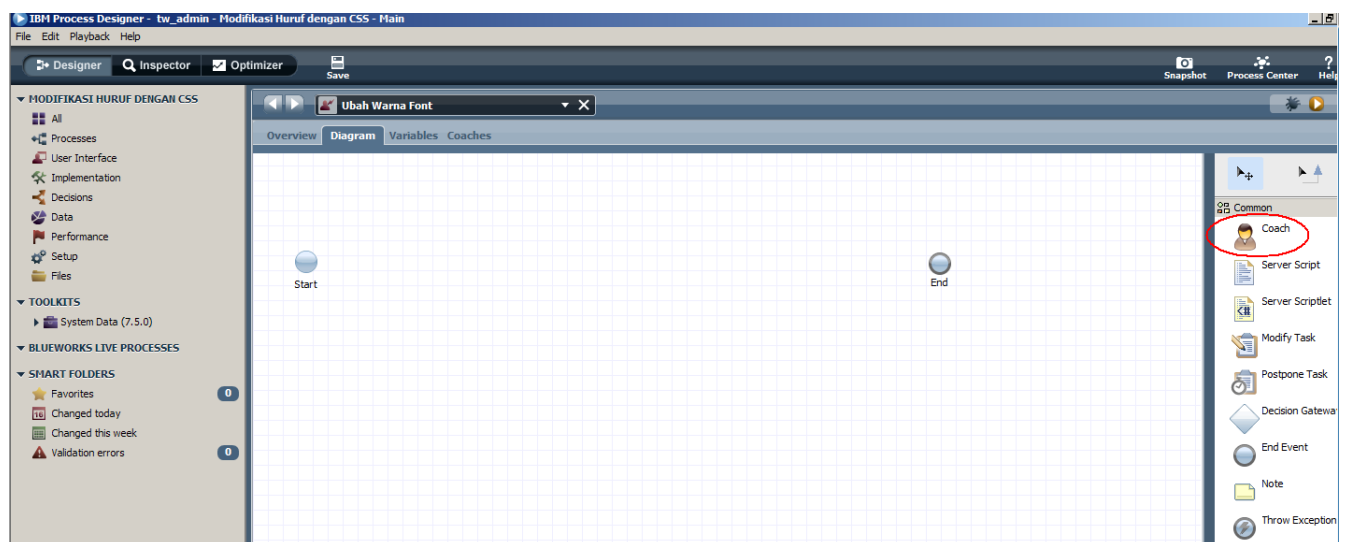 IBM Process Designer - tw_admin - Modifikasi Huruf dengan CSS - Main
File Edit Playback Help
Designer Inspector Optimizer Save Snapshot Process Center Help
MODIFIKASI HURUF DENGAN CSS
All
Processes
User Interface
Implementation
Decisions
Data
Performance
Setup
Files
TOOLKITS
System Data (7.5.0)
BLUEWORKS LIVE PROCESSES
SMART FOLDERS
Favorites 0
16 Changed today
Changed this week
Validation errors 0
Ubah Warna Font
Overview Diagram Variables Coaches
Start
End
Common
Coach
Server Script
Server Scriptlet
Modify Task
Postpone Task
Decision Gatewa
End Event
Note
Throw Exception